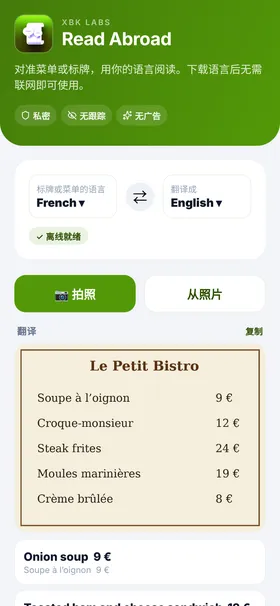 XBK LABS
Read Abroad
对准菜单或标牌，用你的语言阅读。下载语言后无需
联网即可使用。
私密
无跟踪
无广告
标牌或菜单的语言
French ▾
翻译成
English ▾
✓ 离线就绪
拍照
从照片
翻译
复制
Le Petit Bistro
Soupe à l’oignon 9 €
Croque-monsieur 12 €
Steak frites 24 €
Moules marinières 19 €
Crème brûlée 8 €
Onion soup 9 €
Soupe à l’oignon 9 €